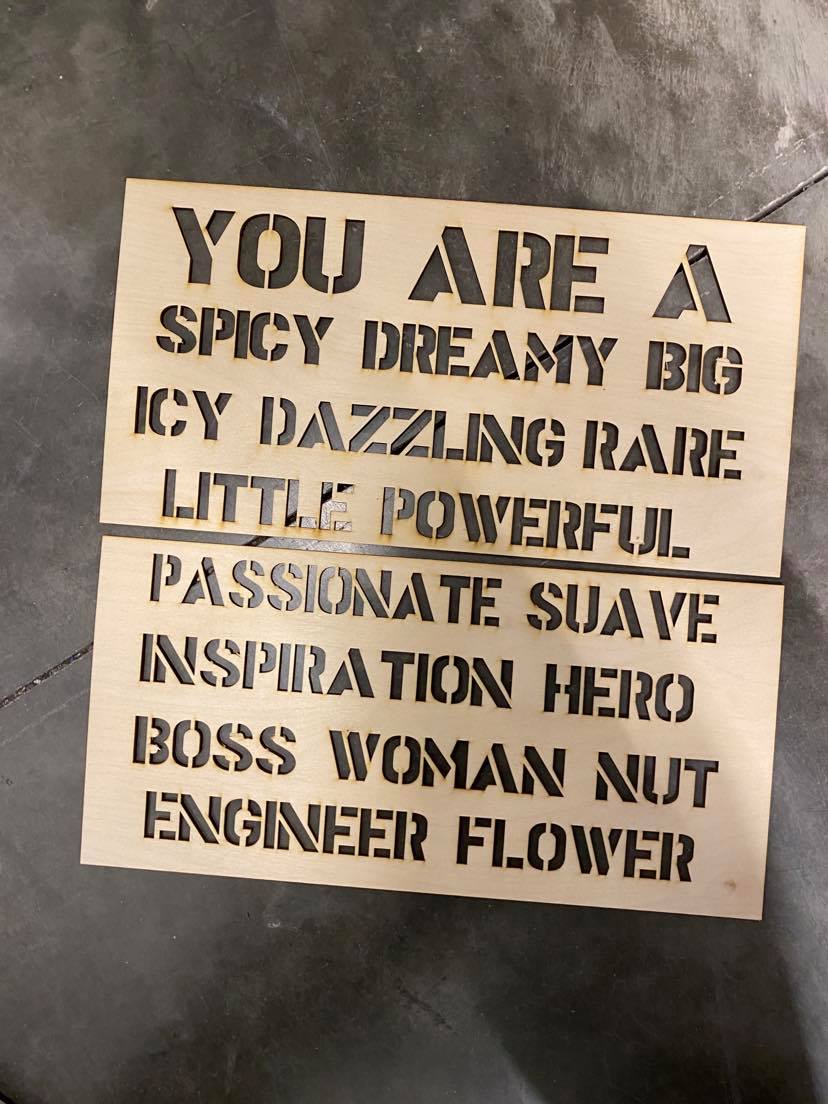 YOU ARE A
SPICY DREAMY BIG
ICY DAZZLING RARE
LITTLE POWERFUL
PASSIONATE SUAVE
INSPIRATION HERO
BOSS WOMAN NUT
ENGINEER FLOWER